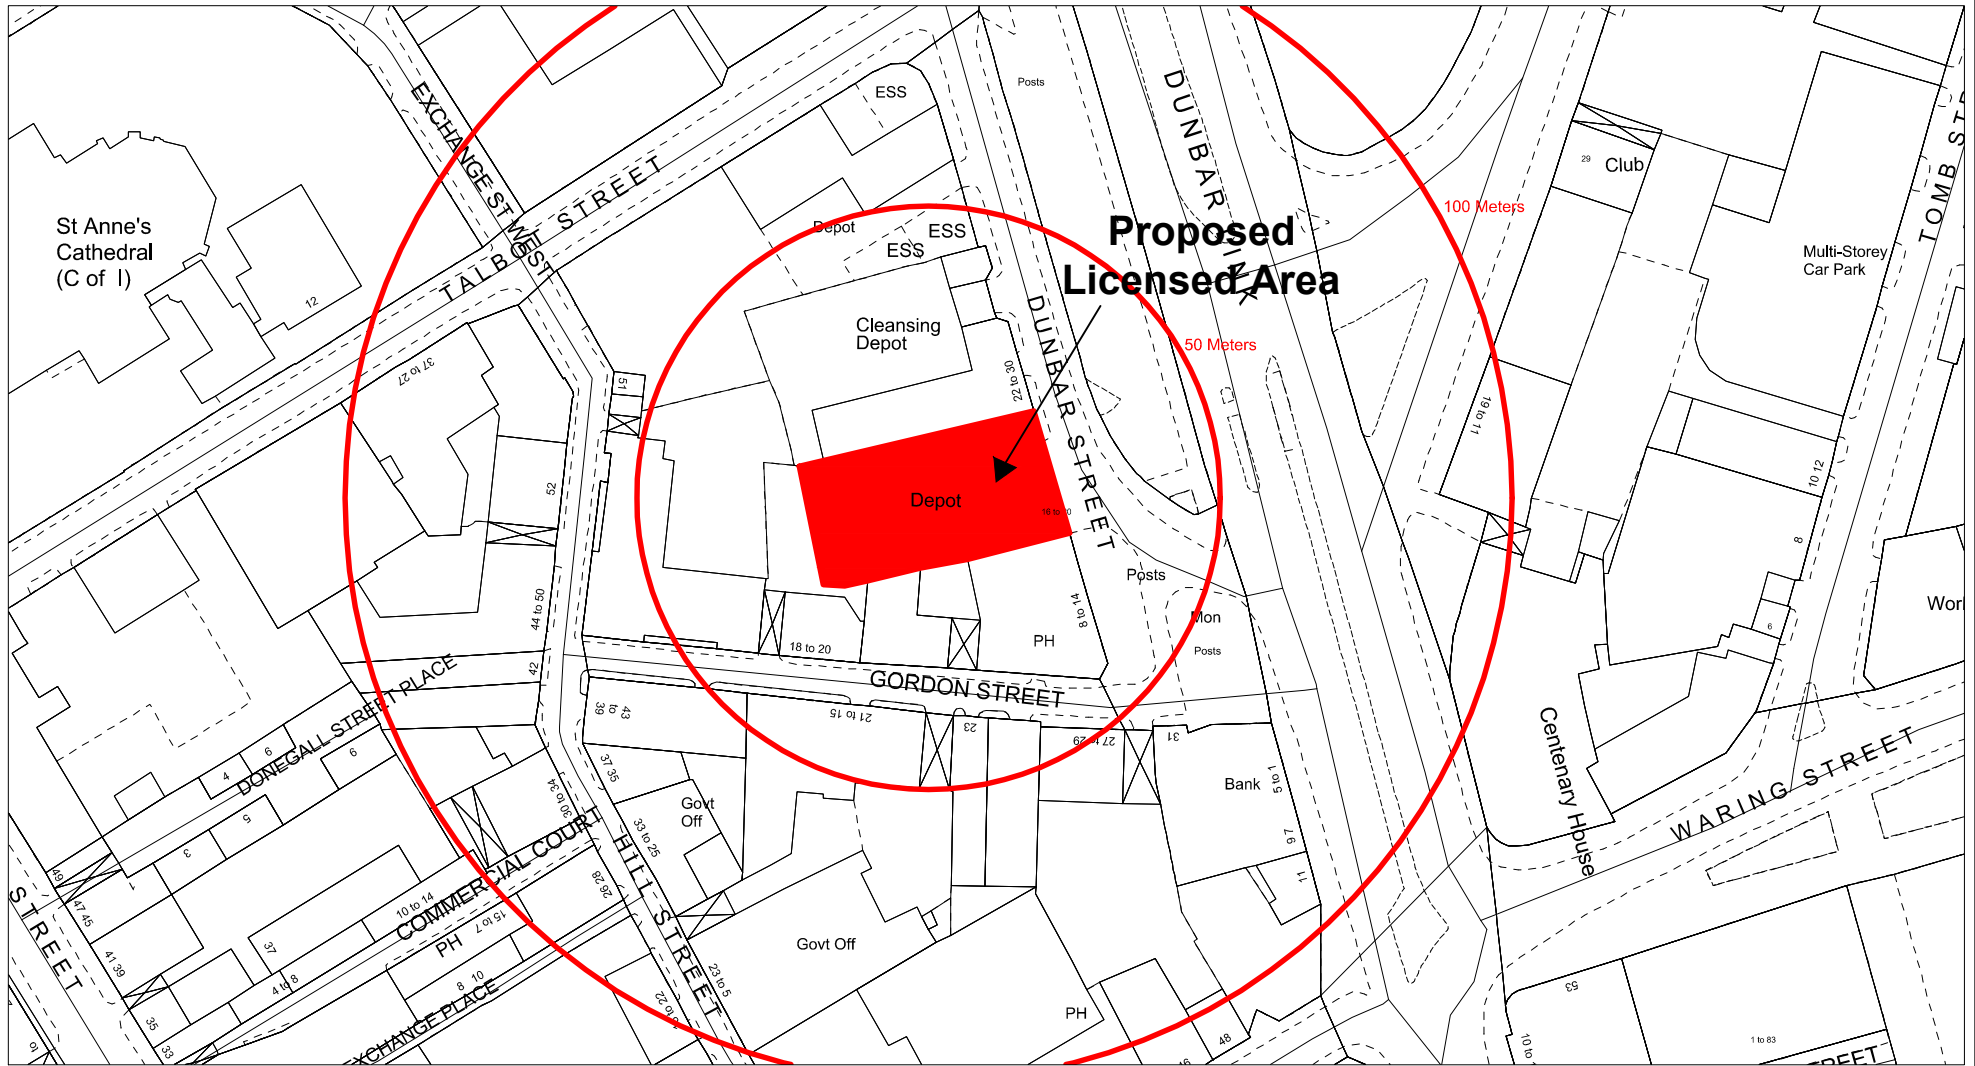 St Anne's
Cathedral
(C of I)
12
EXCHANGE ST WEST
TALBOT STREET
ESS
Posts
DUNBAR LINK
100 Meters
29
Club
TOMB
Multi-Storey
Car Park
Proposed
Licensed Area
Depot
ESS
ESS
50 Meters
Cleansing
Depot
DUNBAR STREET
22 to 30
37 to 27
51
52
Depot
19 to 11
10 12
8
6
44 to 50
42
Posts
Mon
Posts
8 to 14
PH
18 to 20
GORDON STREET
21 to 15
23
27 to 29
31
43
to
39
37 35
Govt
Off
33 to 25
Bank
5 to 1
97
11
Centenary House
WARING STREET
DONEGALL STREET PLACE
4
6
9
5
3
30 to 34
COMMERCIAL COURT
HILL STREET
26 28
10 to 14
15 to 7
PH
8 10
EXCHANGE PLACE
4 to 8
37
49
47 45
41 39
35
33
STREET
Govt Off
23 to 5
PH
48
53
1 to 83